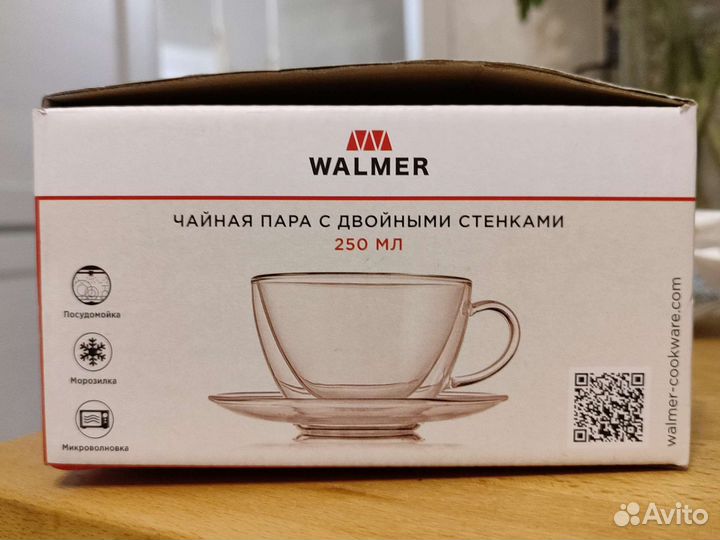 WALMER
ЧАЙНАЯ ПАРА С ДВОЙНЫМИ СТЕНКАМИ
250 МЛ
Посудомойка
Морозилка
Микроволновка
walmer-cookware.com
Avito